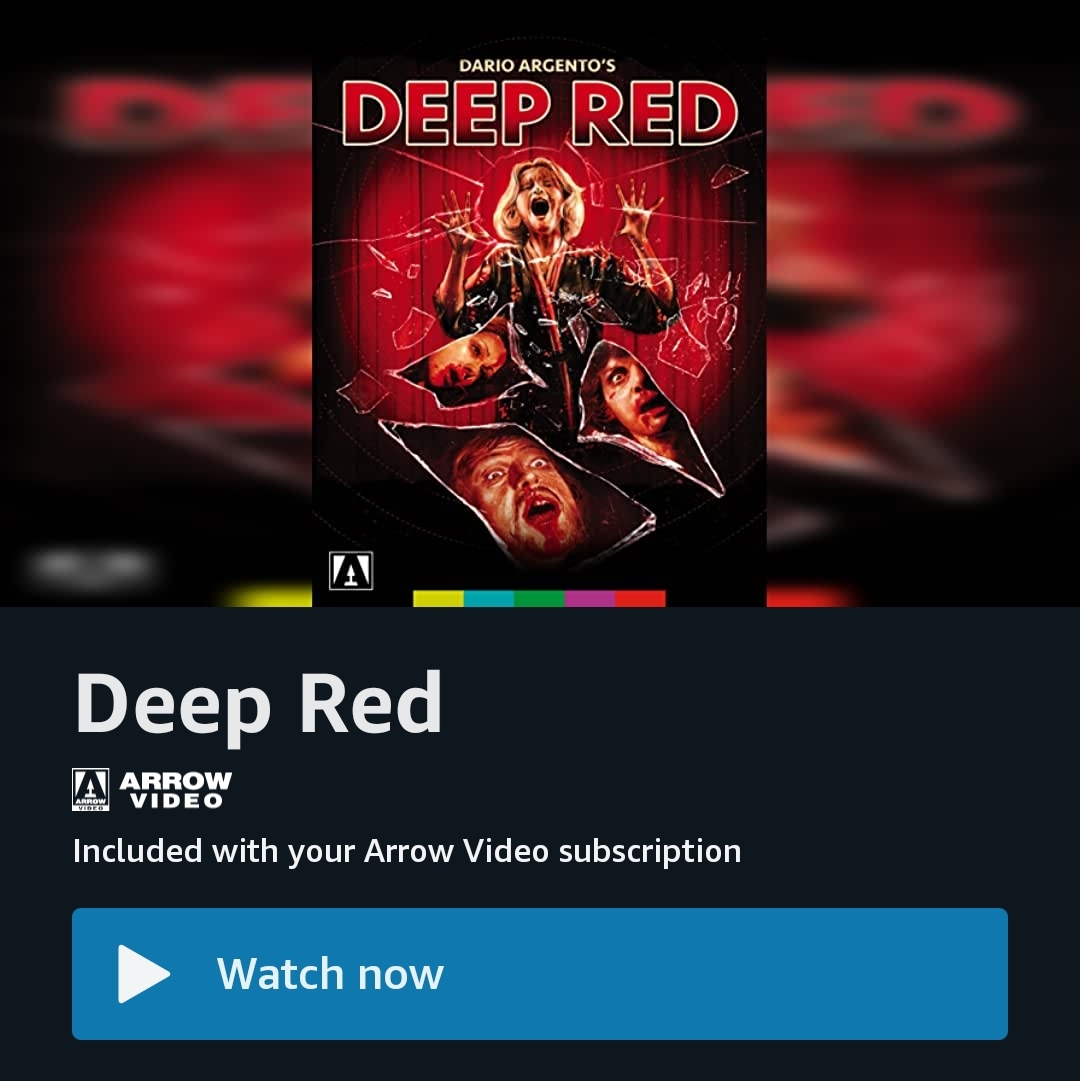 DARIO ARGENTO'S
DEEP RED
Deep Red
ARROW
VIDEO
Included with your Arrow Video subscription
Watch now